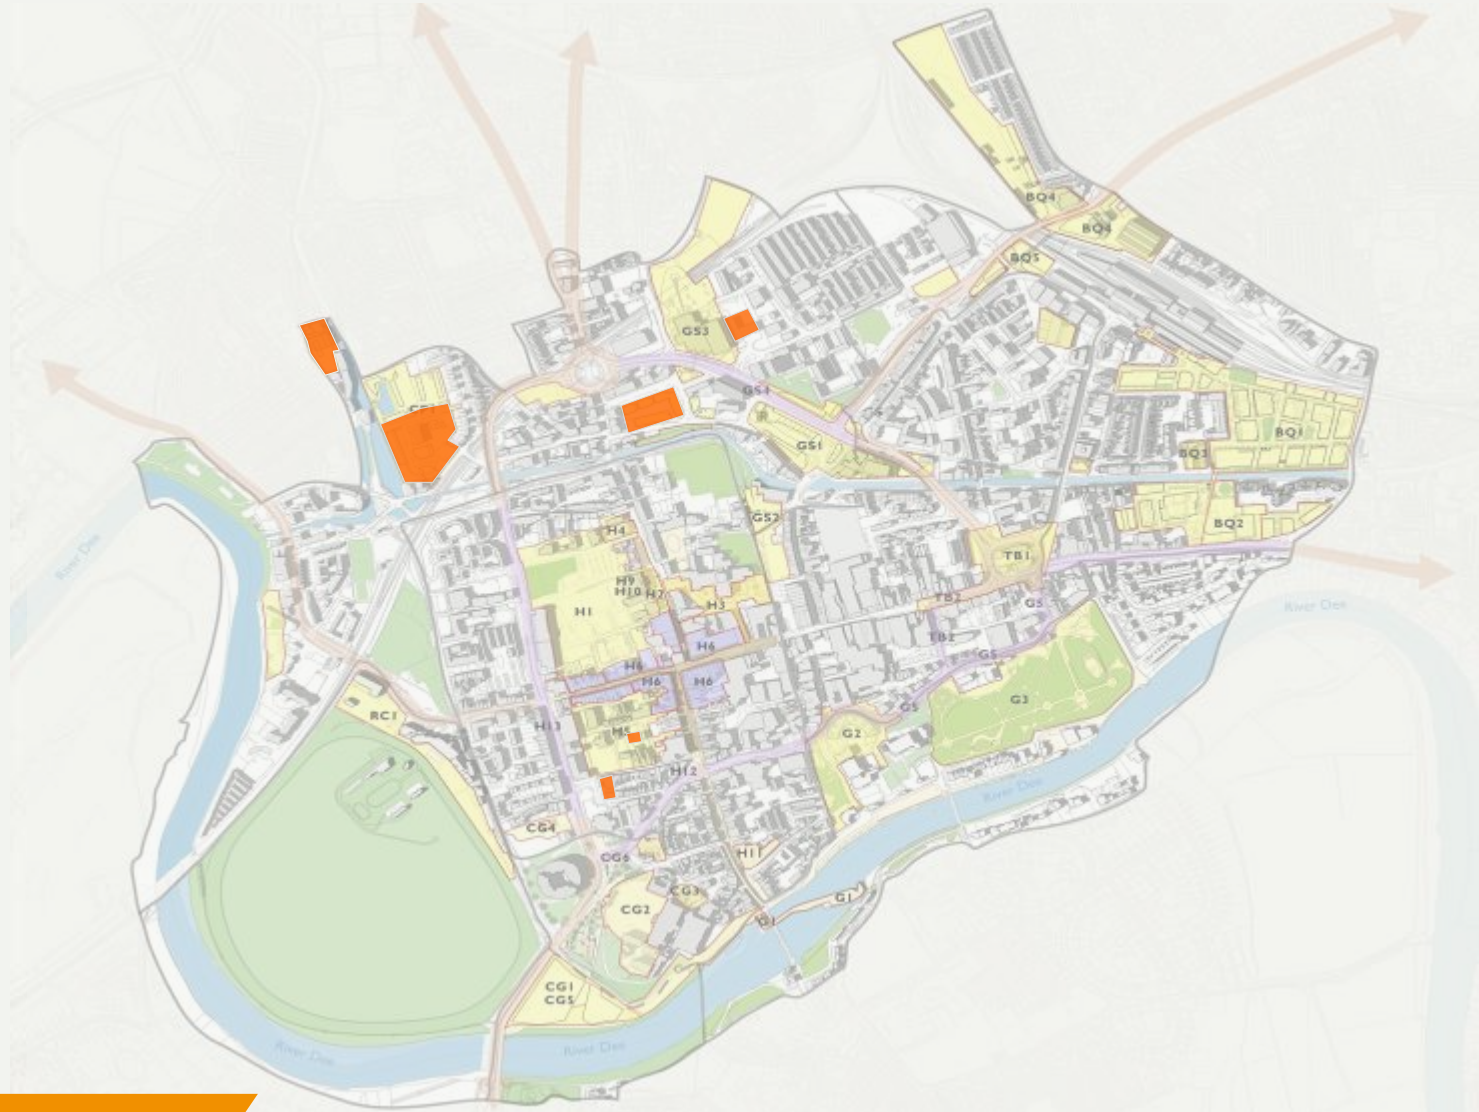 BQ4
BQ4
BQ5
GS3
GS4
BQ1
GS1
BQ3
GS2
BQ2
H4
River Dee
TB1
H9
H10
H7
H1
H3
TB2
G5
River Dee
TB2
H6
G5
H6
H6
H6
G3
G5
RC1
H13
H5
G2
H12
River Dee
CG4
H11
CG6
CG3
G1
CG2
G1
CG1
CG5
River Dee
River Dee